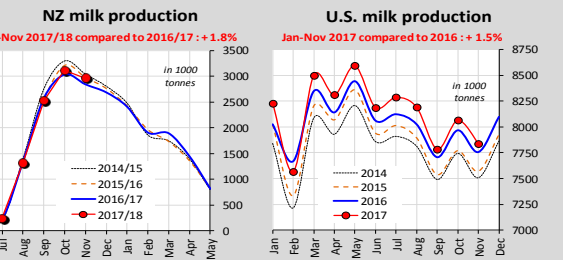 NZ milk production
-Nov 2017/18 compared to 2016/17 : + 1.8%
in 1000
tonnes
3500
3000
2500
2000
1500
1000
500
0
2014/15
2015/16
2016/17
2017/18
Jul
Aug
Sep
Oct
Nov
Dec
Jan
Feb
Mar
Apr
May
U.S. milk production
Jan-Nov 2017 compared to 2016 : + 1.5%
in 1000
tonnes
8750
8500
8250
8000
7750
7500
7250
7000
2014
2015
2016
2017
Jan
Feb
Mar
Apr
May
Jun
Jul
Aug
Sep
Oct
Nov
Dec